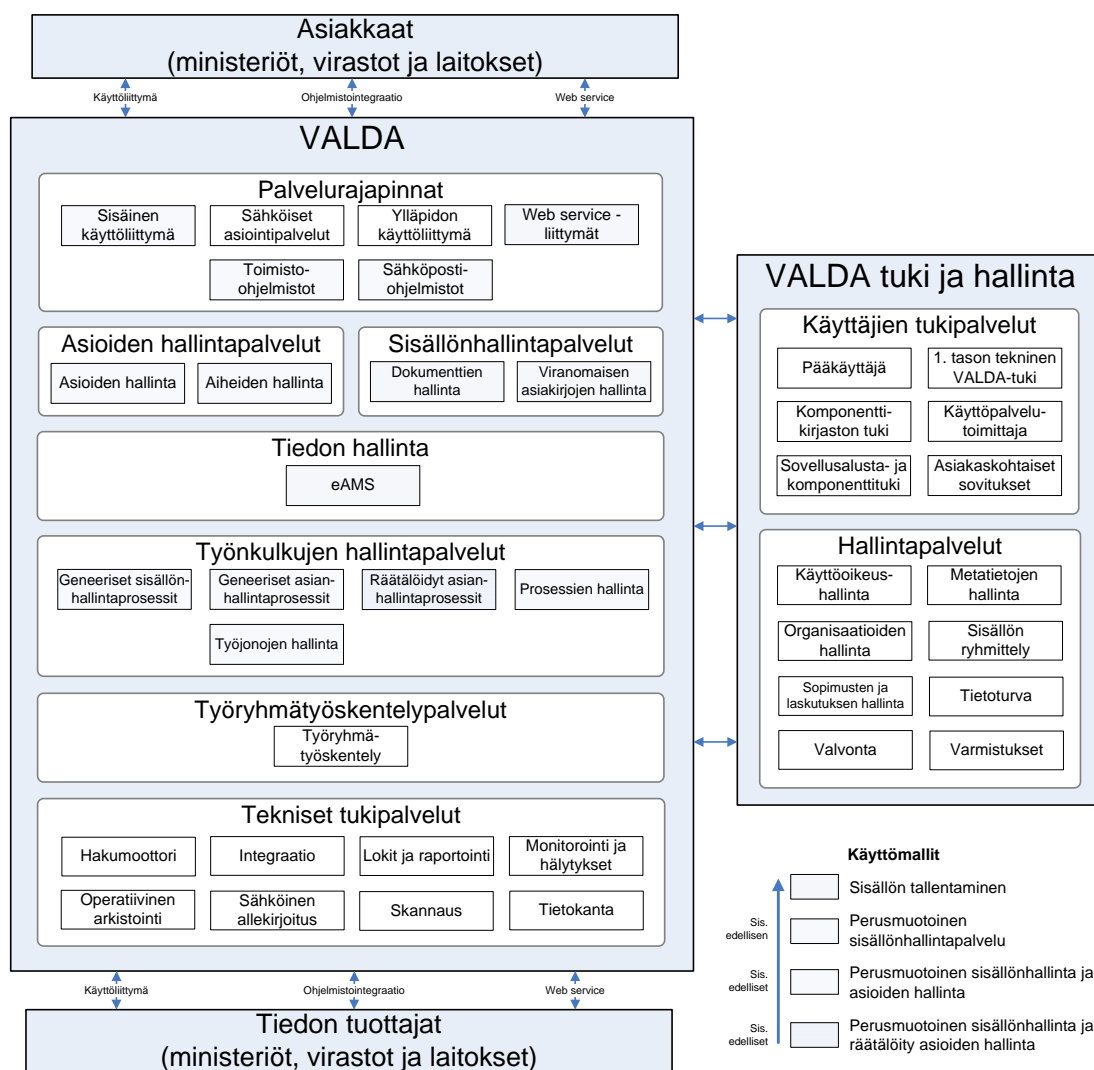 Asiakkaat
(ministeriöt, virastot ja laitokset)
Käyttöliittymä
Ohjelmistointegraatio
Web service
VALDA
Palvelurajapinnat
Sisäinen
käyttöliittymä
Sähköiset
asiointipalvelut
Ylläpidon
käyttöliittymä
Web service -
liittymät
Toimisto-
ohjelmistot
Sähköposti-
ohjelmistot
Asioiden hallintapalvelut
Asioiden hallinta
Aiheiden hallinta
Sisällönhallintapalvelut
Dokumenttien
hallinta
Viranomaisen
asiakirjojen hallinta
Tiedon hallinta
eAMS
Työnkulkujen hallintapalvelut
Geneeriset sisällön-
hallintaprosessit
Geneeriset asian-
hallintaprosessit
Räätälöidyt asian-
hallintaprosessit
Prosessien hallinta
Työjonojen hallinta
Työryhmätyöskentelypalvelut
Työryhmä-
työskentely
Tekniset tukipalvelut
Hakumoottori
Integraatio
Lokit ja raportointi
Monitorointi ja
hälytykset
Operatiivinen
arkistointi
Sähköinen
allekirjoitus
Skannaus
Tietokanta
VALDA tuki ja hallinta
Käyttäjien tukipalvelut
Pääkäyttäjä
1. tason tekninen
VALDA-tuki
Komponentti-
kirjaston tuki
Käyttöpalvelu-
toimittaja
Sovellusalusta- ja
komponenttituki
Asiakaskohtaiset
sovitukset
Hallintapalvelut
Käyttöoikeus-
hallinta
Metatietojen
hallinta
Organisaatioiden
hallinta
Sisällön
ryhmittely
Sopimusten ja
laskutuksen hallinta
Tietoturva
Valvonta
Varmistukset
Käyttömallit
Sisällön tallentaminen
Sis.
edellisen
Perusmuotoinen
sisällönhallintapalvelu
Sis.
edelliset
Perusmuotoinen sisällönhallinta ja
asioiden hallinta
Sis.
edelliset
Perusmuotoinen sisällönhallinta ja
räätälöity asioiden hallinta
Käyttöliittymä
Ohjelmistointegraatio
Web service
Tiedon tuottajat
(ministeriöt, virastot ja laitokset)